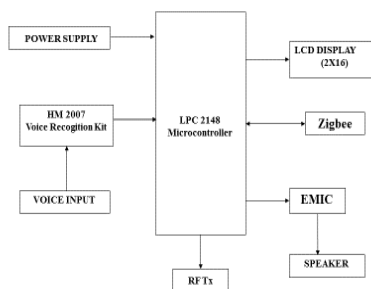 POWER SUPPLY
HM 2007
Voice Recogition Kit
VOICE INPUT
LPC 2148
Microcontroller
LCD DISPLAY
(2X16)
Zigbee
EMIC
SPEAKER
RF Tx